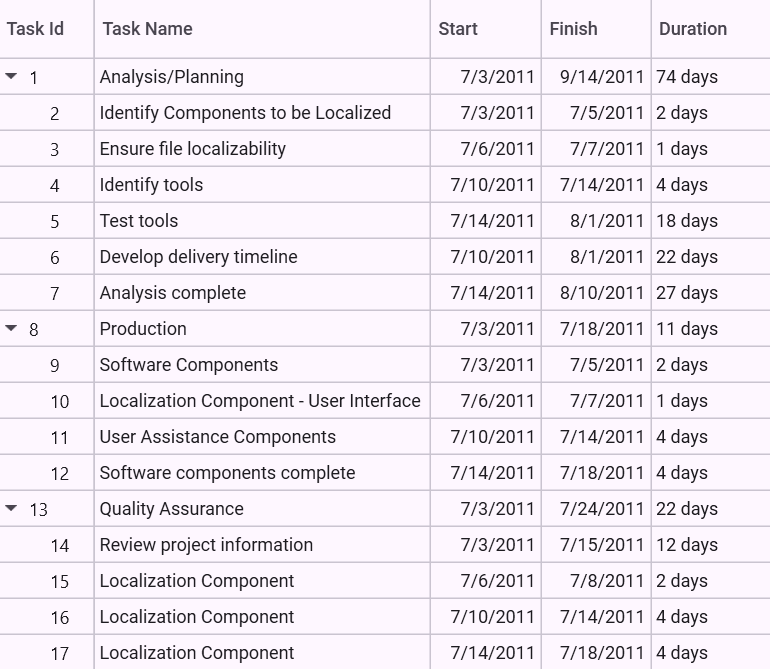 Task Id Task Name Start Finish Duration
1 Analysis/Planning 7/3/2011 9/14/2011 74 days
2 Identify Components to be Localized 7/3/2011 7/5/2011 2 days
3 Ensure file localizability 7/6/2011 7/7/2011 1 days
4 Identify tools 7/10/2011 7/14/2011 4 days
5 Test tools 7/14/2011 8/1/2011 18 days
6 Develop delivery timeline 7/10/2011 8/1/2011 22 days
7 Analysis complete 7/14/2011 8/10/2011 27 days
8 Production 7/3/2011 7/18/2011 11 days
9 Software Components 7/3/2011 7/5/2011 2 days
10 Localization Component - User Interface 7/6/2011 7/7/2011 1 days
11 User Assistance Components 7/10/2011 7/14/2011 4 days
12 Software components complete 7/14/2011 7/18/2011 4 days
13 Quality Assurance 7/3/2011 7/24/2011 22 days
14 Review project information 7/3/2011 7/15/2011 12 days
15 Localization Component 7/6/2011 7/8/2011 2 days
16 Localization Component 7/10/2011 7/14/2011 4 days
17 Localization Component 7/14/2011 7/18/2011 4 days